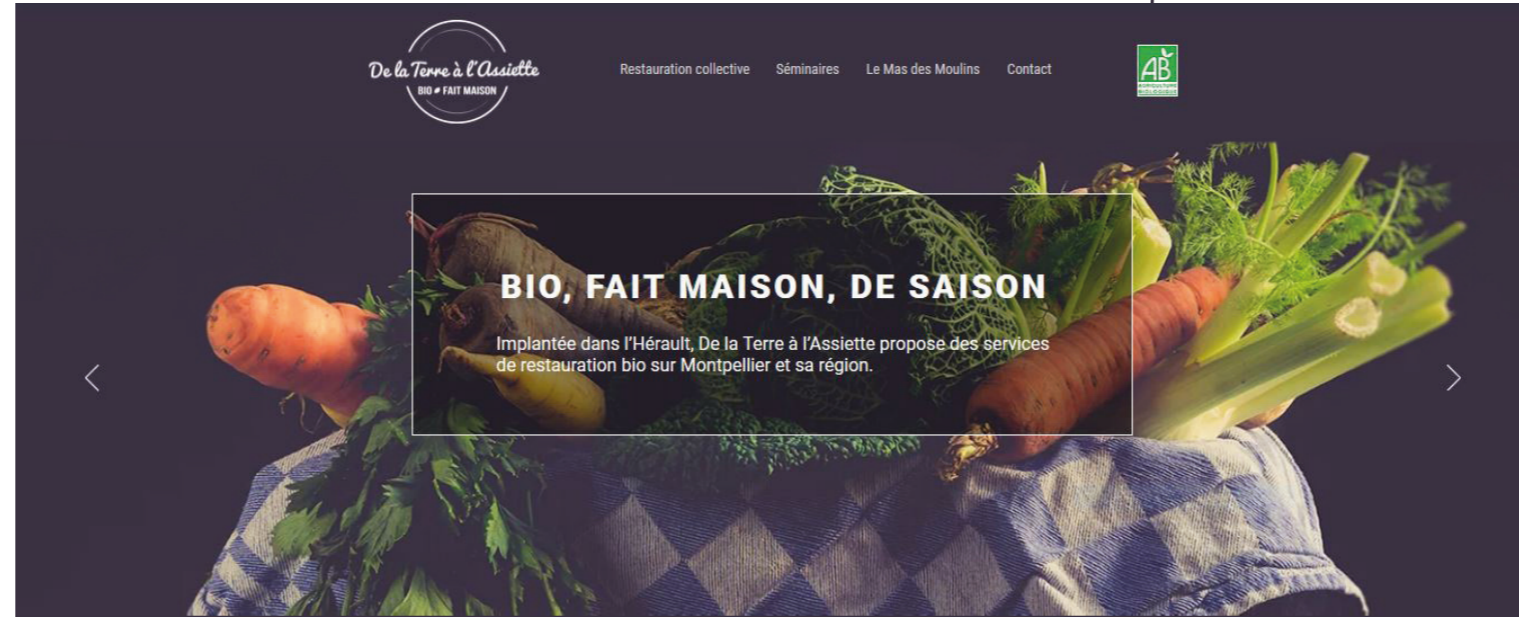 De la Terre à l'Assiette
BIO FAIT MAISON
Restauration collective Séminaires Le Mas des Moulins Contact
AB
AGRICULTURE
BIOLOGIQUE
BIO, FAIT MAISON, DE SAISON
Implantée dans l'Hérault, De la Terre à l'Assiette propose des services
de restauration bio sur Montpellier et sa région.